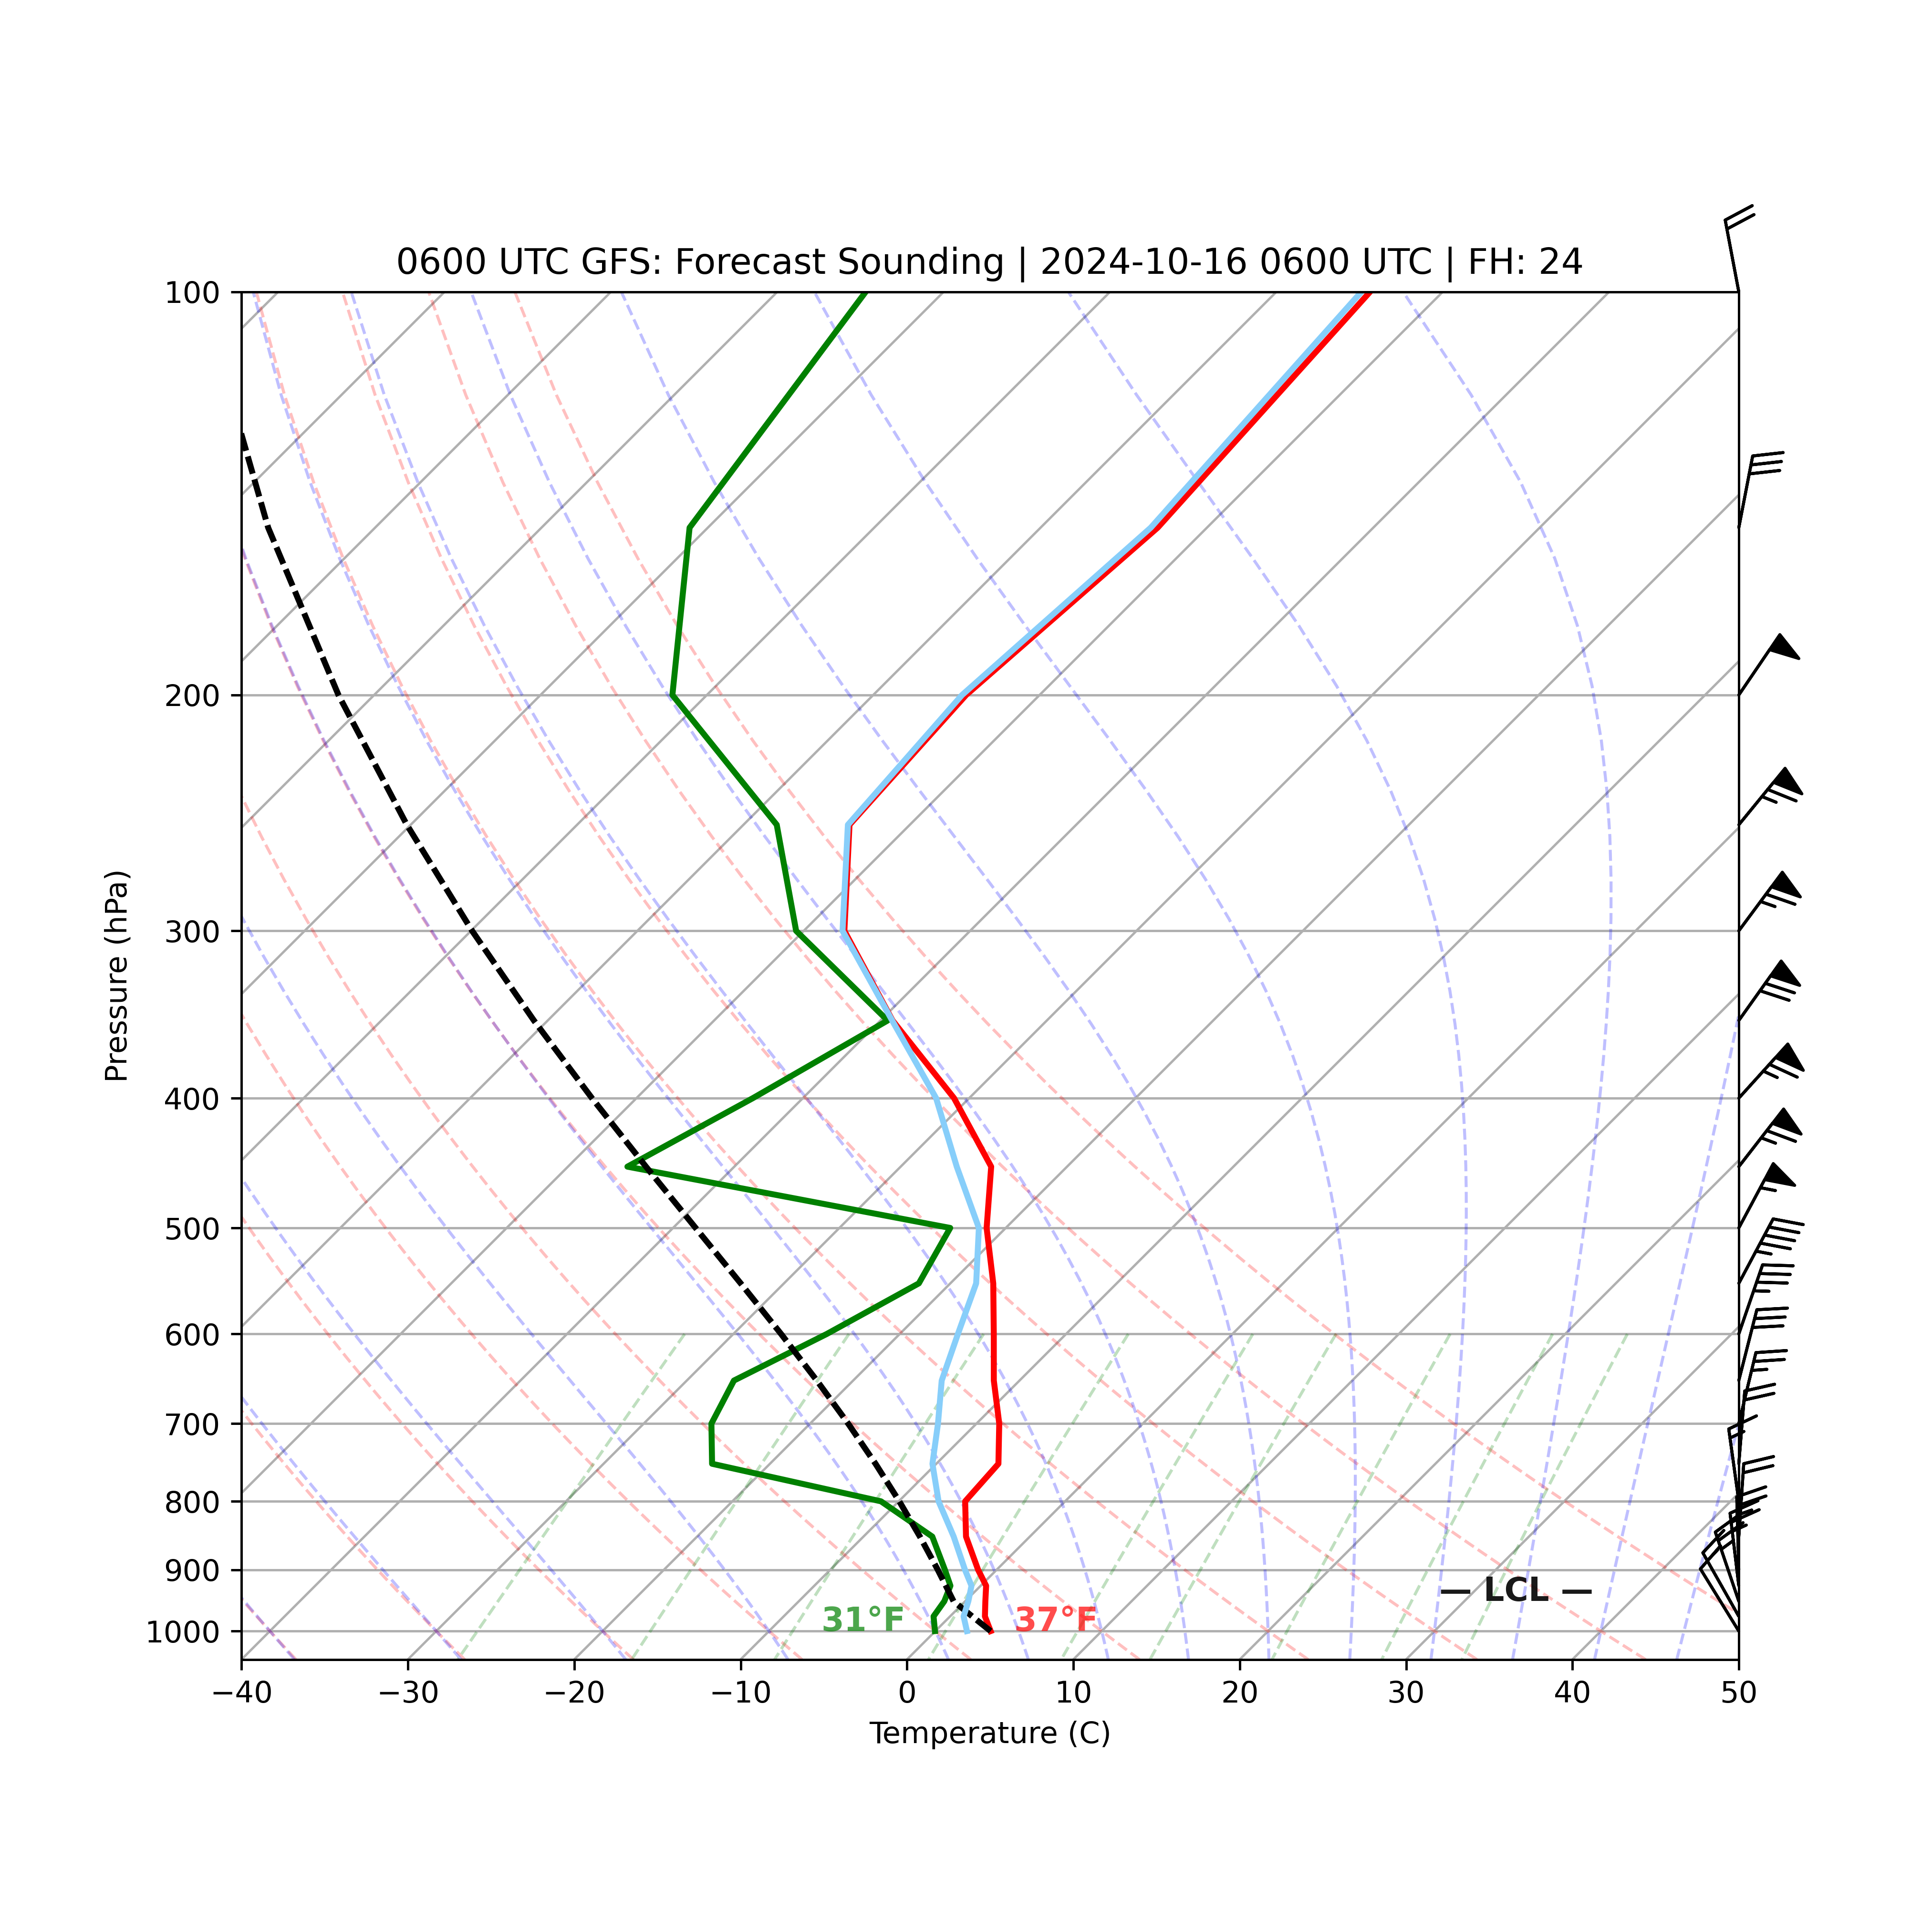 0600 UTC GFS: Forecast Sounding | 2024-10-16 0600 UTC | FH: 24
100
200
300
400
500
600
700
800
900
1000
Pressure (hPa)
— LCL —
31°F
37°F
−40 −30 −20 −10 0 10 20 30 40 50
Temperature (C)